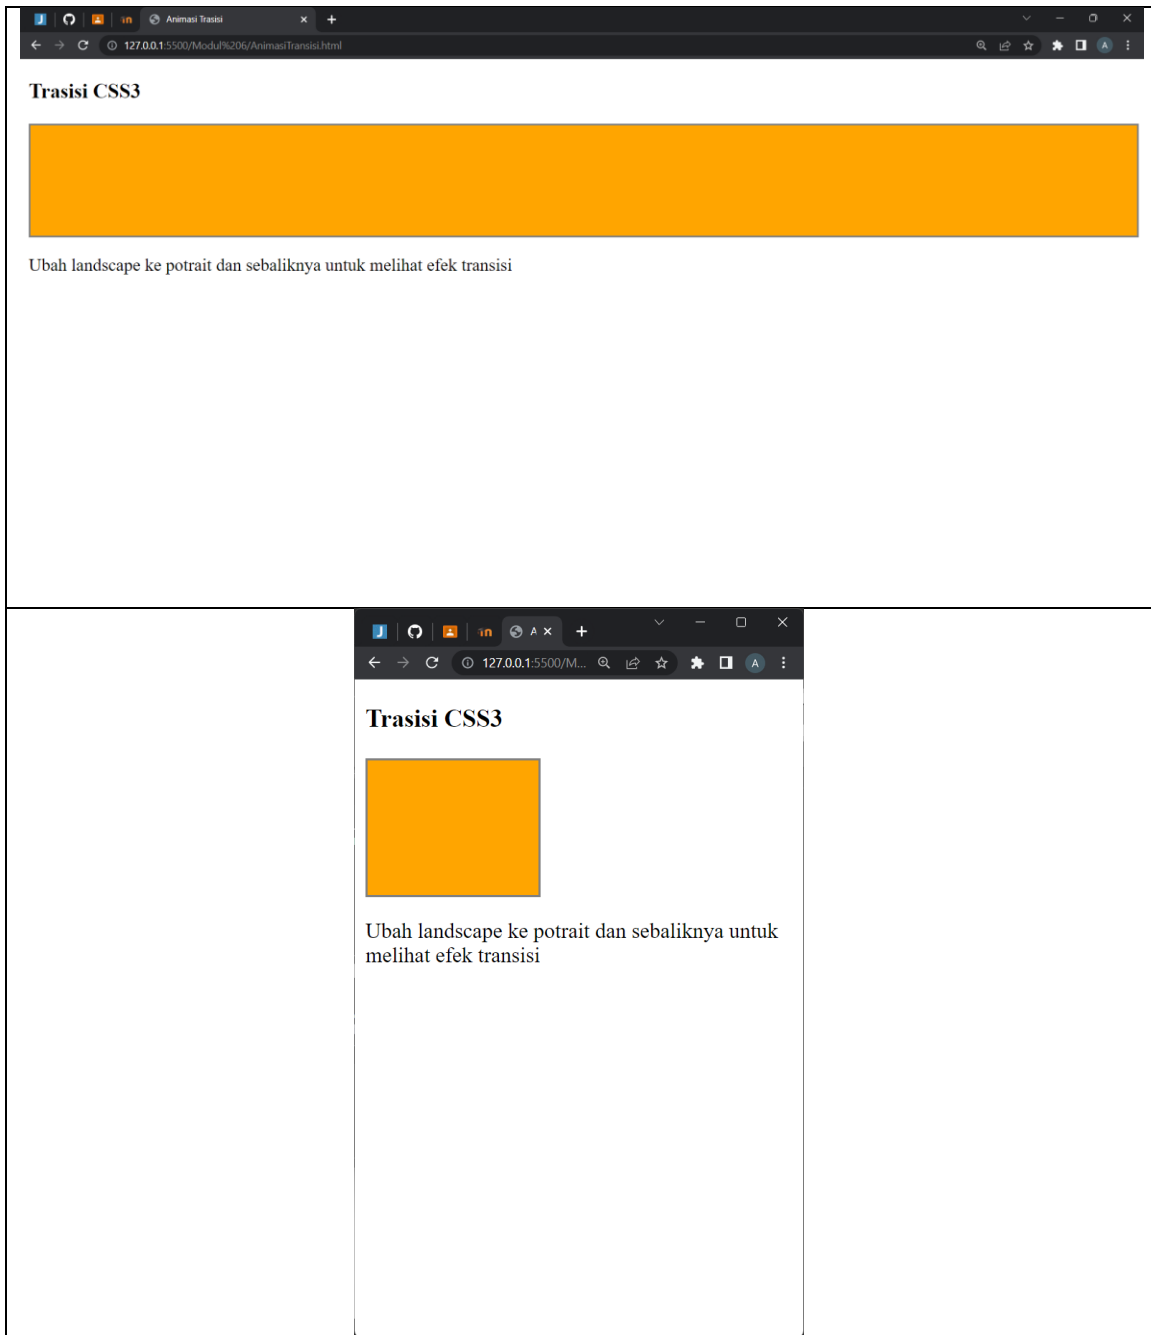 Animasi Trasisi
127.0.0.1:5500/Modul%206/AnimasiTransisi.html
A
Trasisi CSS3
Ubah landscape ke potrait dan sebaliknya untuk melihat efek transisi
A
127.0.0.1:5500/M...
A
Trasisi CSS3
Ubah landscape ke potrait dan sebaliknya untuk
melihat efek transisi